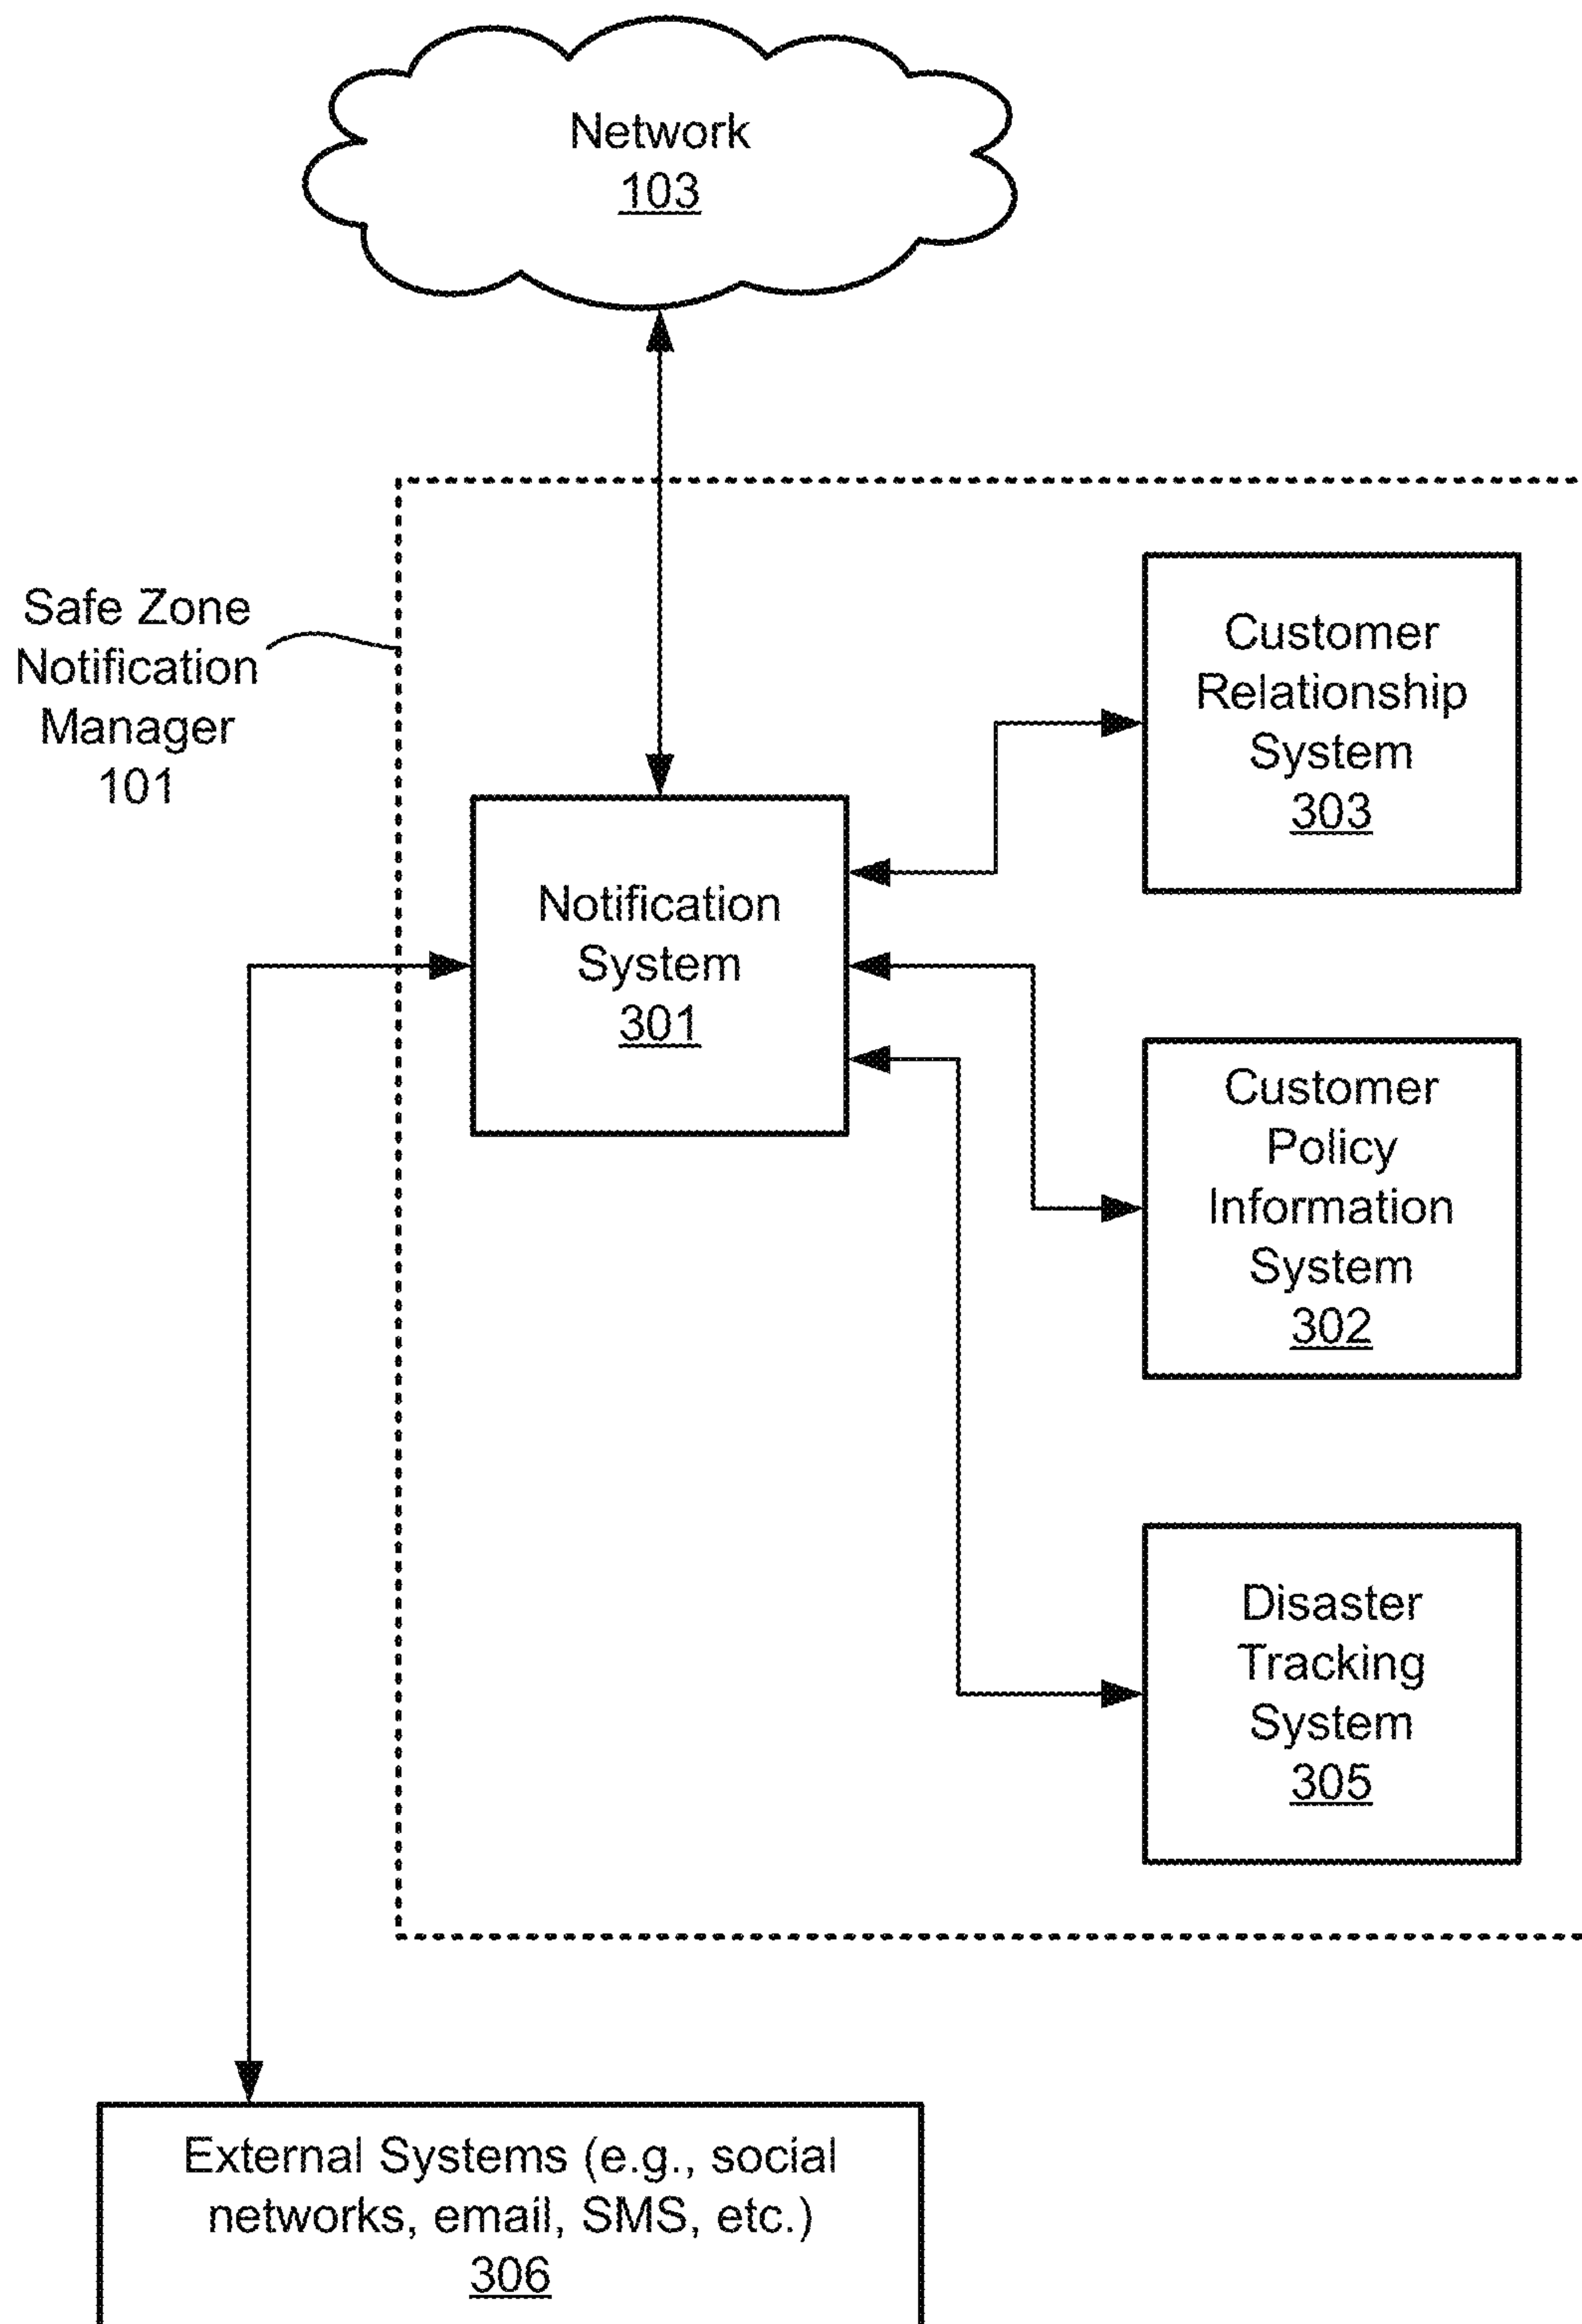 Network
103
Safe Zone
Notification
Manager
101
Customer
Relationship
System
303
Notification
System
301
Customer
Policy
Information
System
302
Disaster
Tracking
System
305
External Systems (e.g., social
networks, email, SMS, etc.)
306